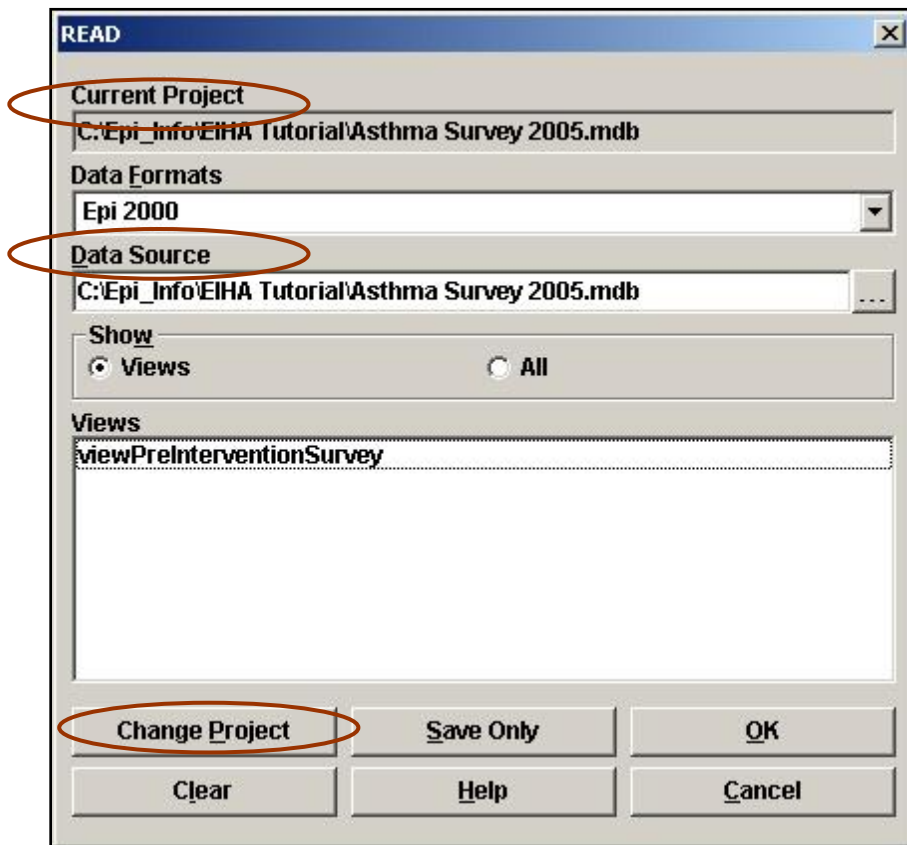 READ
Current Project
C:\Epi_Info\EIHA Tutorial\Asthma Survey 2005.mdb
Data Formats
Epi 2000
Data Source
C:\Epi_Info\EIHA Tutorial\Asthma Survey 2005.mdb
...
Show
Views
All
Views
viewPreInterventionSurvey
Change Project
Save Only
OK
Clear
Help
Cancel